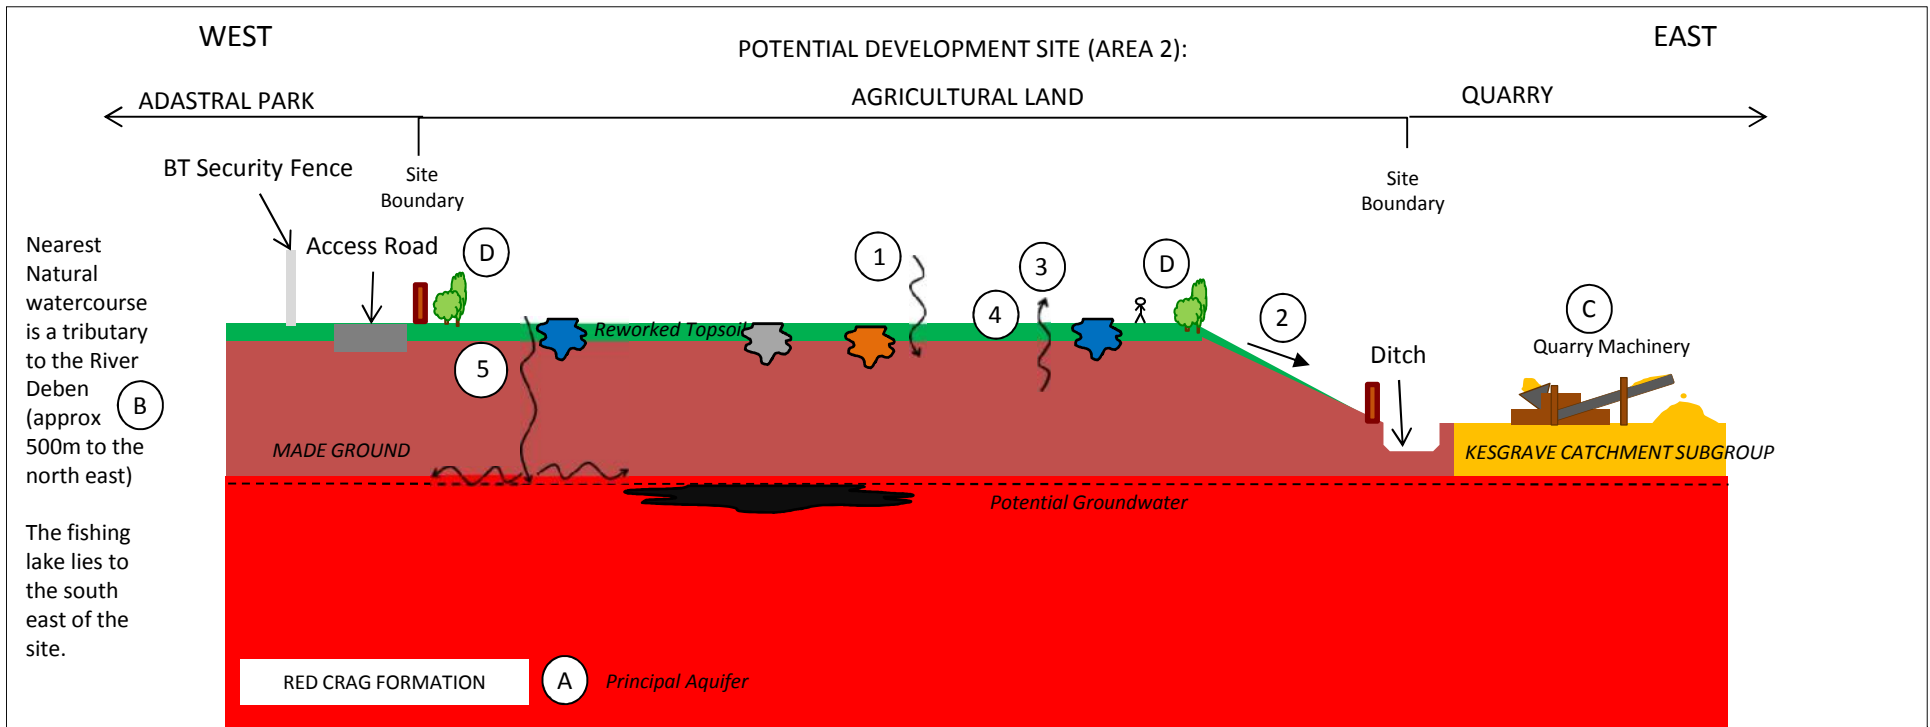 WEST
POTENTIAL DEVELOPMENT SITE (AREA 2):
EAST
ADASTRAL PARK
AGRICULTURAL LAND
QUARRY
BT Security Fence
Site
Boundary
Site
Boundary
Nearest
Natural
watercourse
is a tributary
to the River
Deben
(approx
500m to the
north east)
B
The fishing
lake lies to
the south
east of the
site.
Access Road
D
1
3
D
4
2
C
Quarry Machinery
Reworked Topsoil
Ditch
5
MADE GROUND
KESGRAVE CATCHMENT SUBGROUP
Potential Groundwater
RED CRAG FORMATION
A
Principal Aquifer